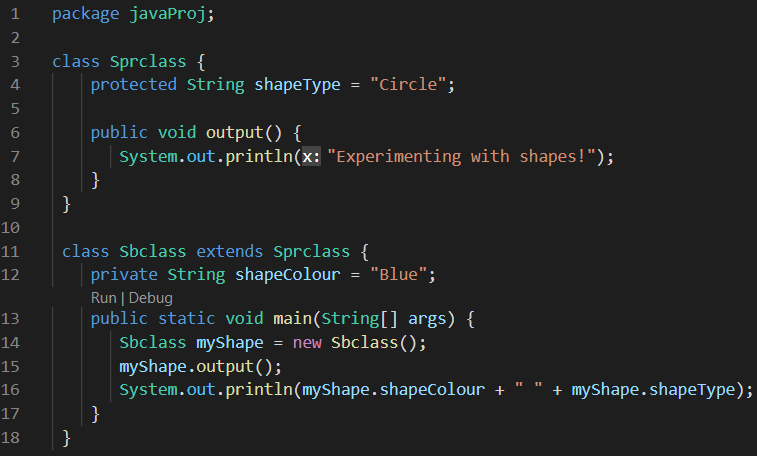 1 package javaProj;
2
3 class Sprclass {
4 protected String shapeType = "Circle";
5
6 public void output() {
7 System.out.println(x: "Experimenting with shapes!");
8 }
9 }
10
11 class Sbclass extends Sprclass {
12 private String shapeColour = "Blue";
Run | Debug
13 public static void main(String[] args) {
14 Sbclass myShape = new Sbclass();
15 myShape.output();
16 System.out.println(myShape.shapeColour + " " + myShape.shapeType);
17 }
18 }